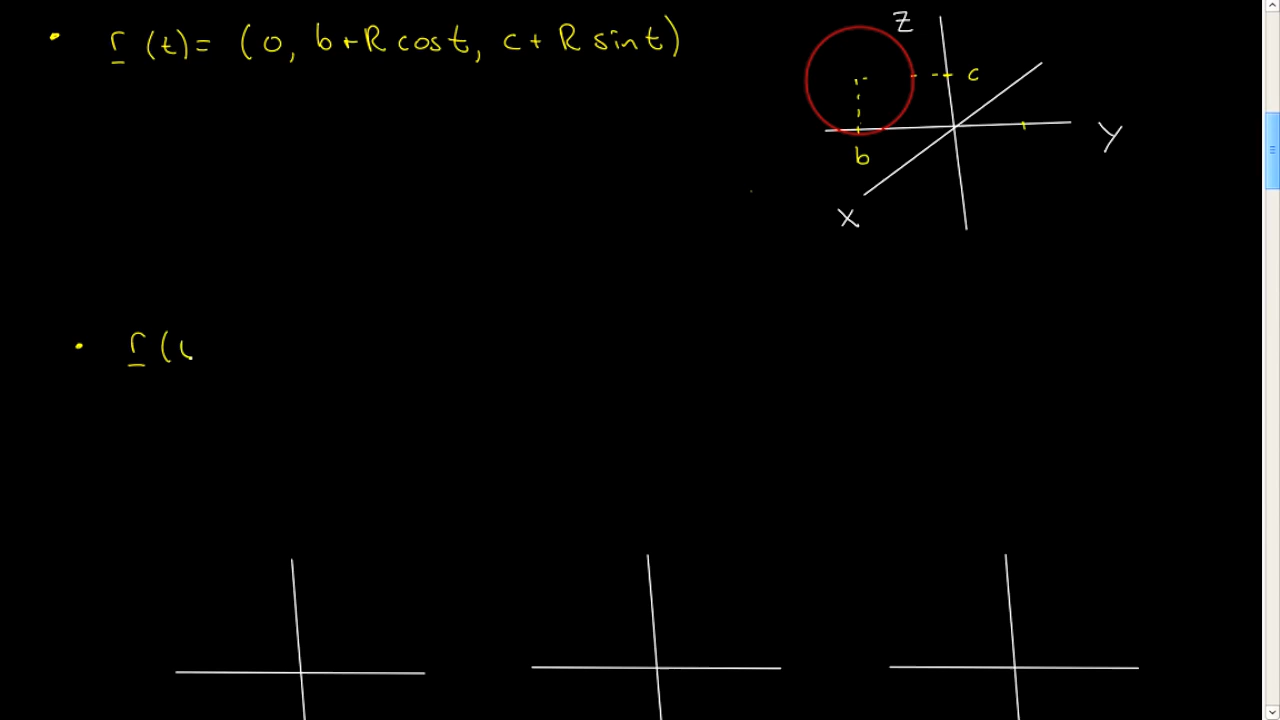 • r (t) = (0, b+R cos t, c + R sin t)
Z
c
Y
b
X
• r (